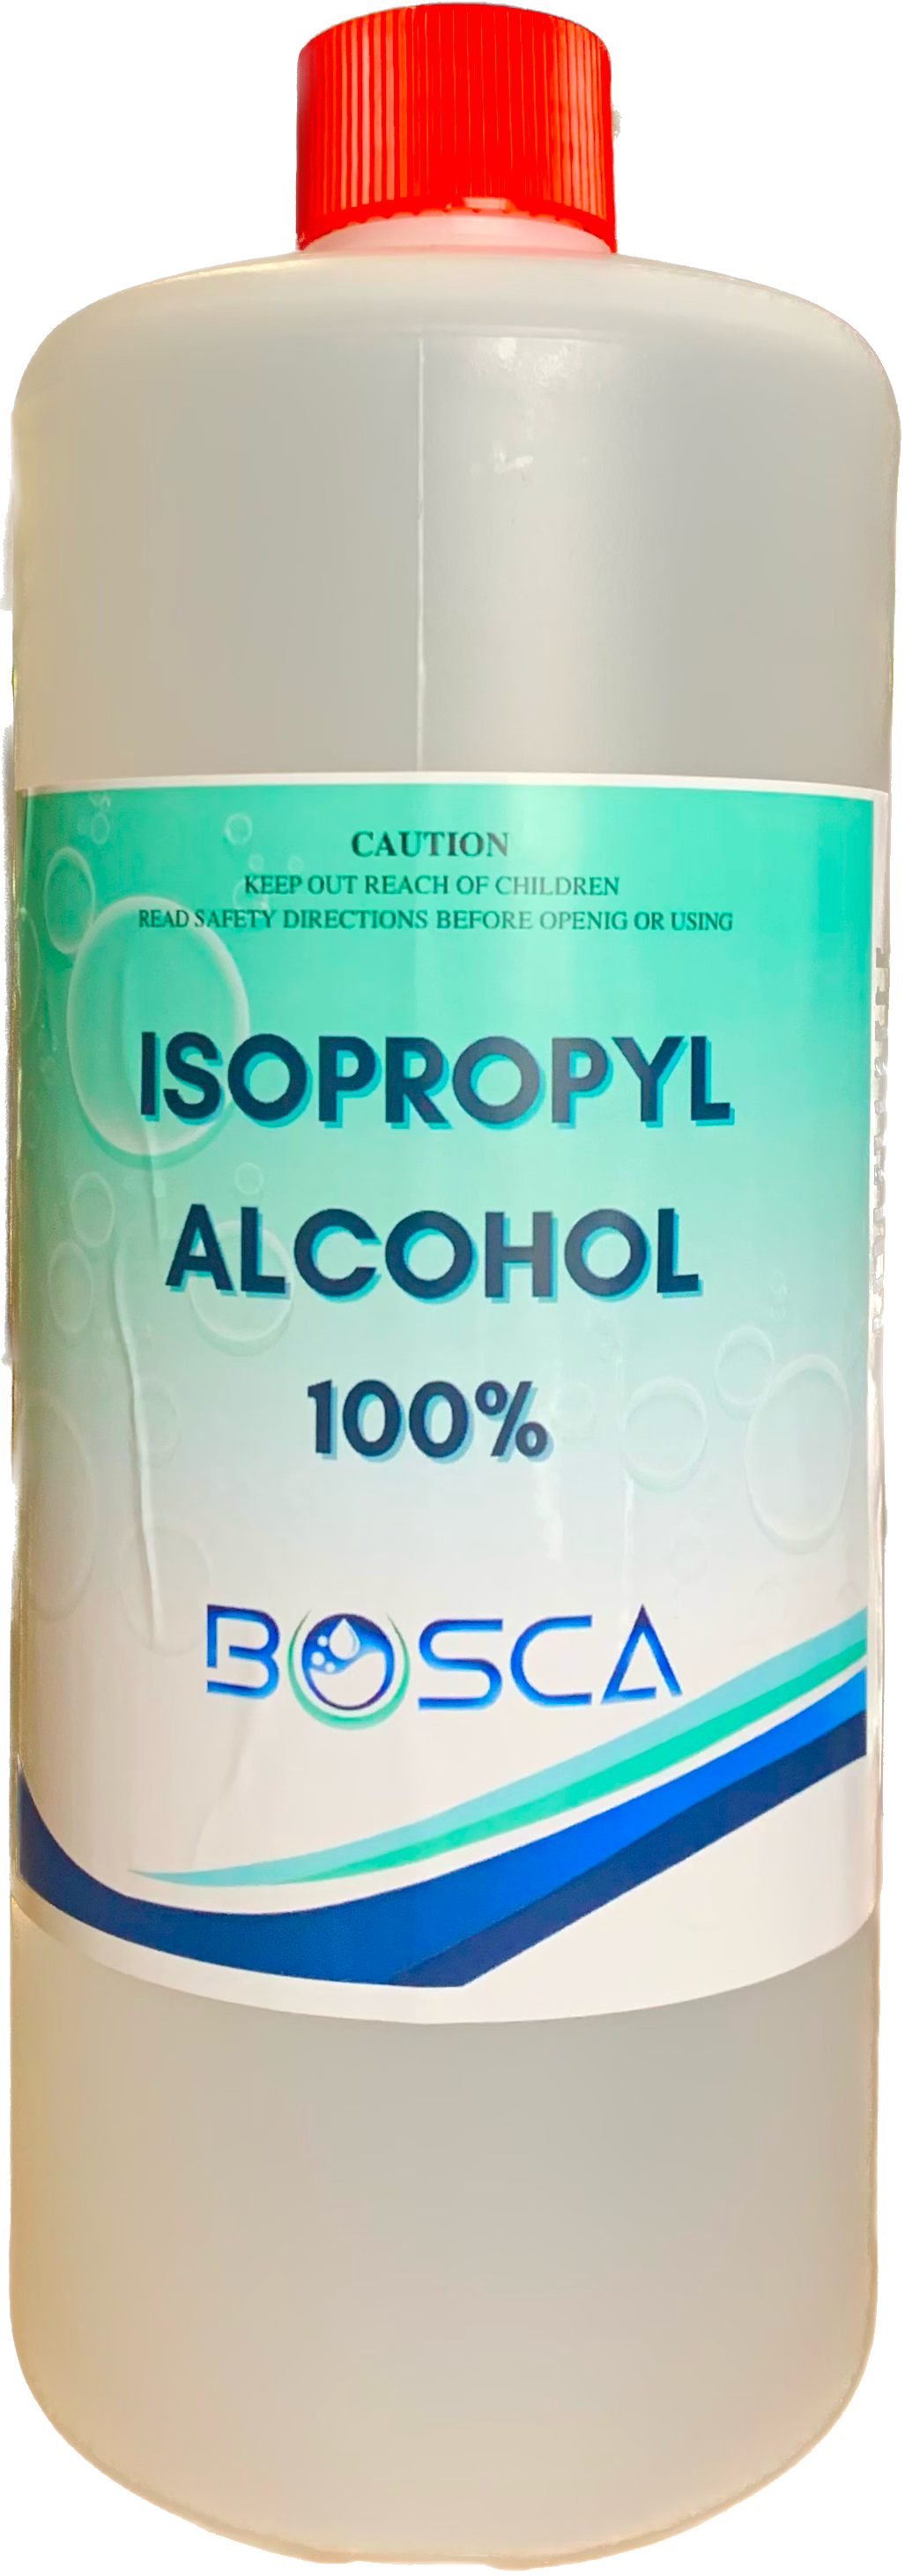 CAUTION
KEEP OUT REACH OF CHILDREN
READ SAFETY DIRECTIONS BEFORE OPENIG OR USING
ISOPROPYL
ALCOHOL
100%
BOSCA